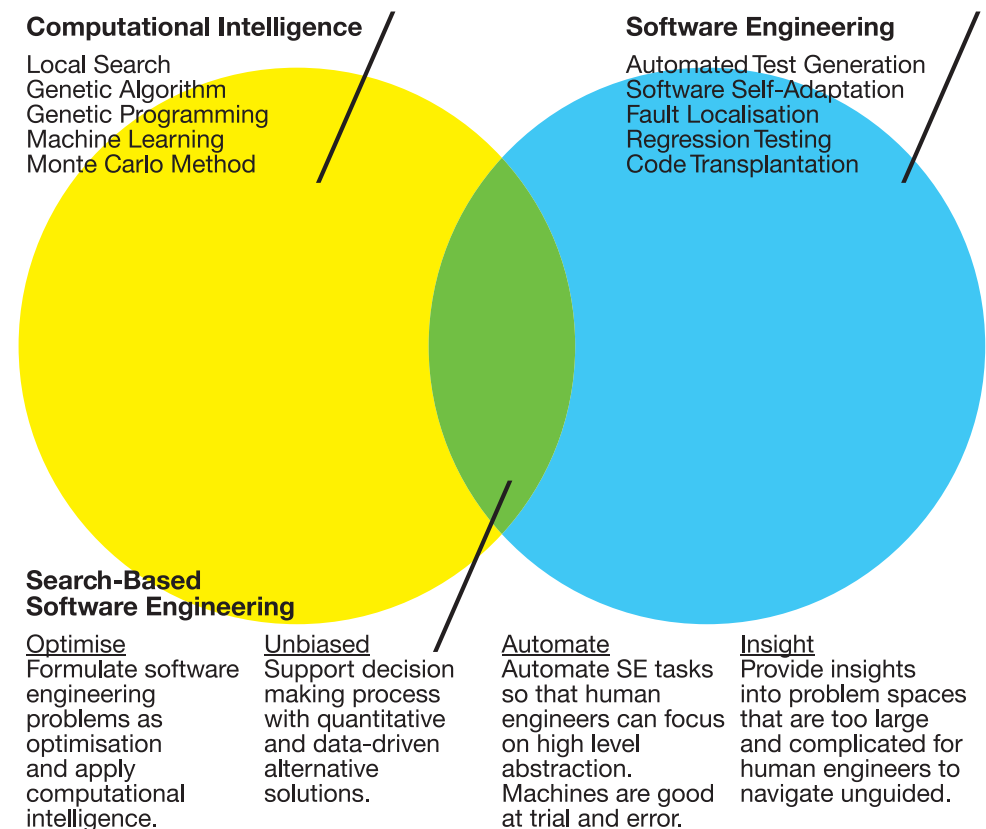 Computational Intelligence
Local Search
Genetic Algorithm
Genetic Programming
Machine Learning
Monte Carlo Method
Software Engineering
Automated Test Generation
Software Self-Adaptation
Fault Localisation
Regression Testing
Code Transplantation
Search-Based
Software Engineering
Optimise
Formulate software
engineering
problems as
optimisation
and apply
computational
intelligence.
Unbiased
Support decision
making process
with quantitative
and data-driven
alternative
solutions.
Automate
Automate SE tasks
so that human
engineers can focus
on high level
abstraction.
Machines are good
at trial and error.
Insight
Provide insights
into problem spaces
that are too large
and complicated for
human engineers to
navigate unguided.